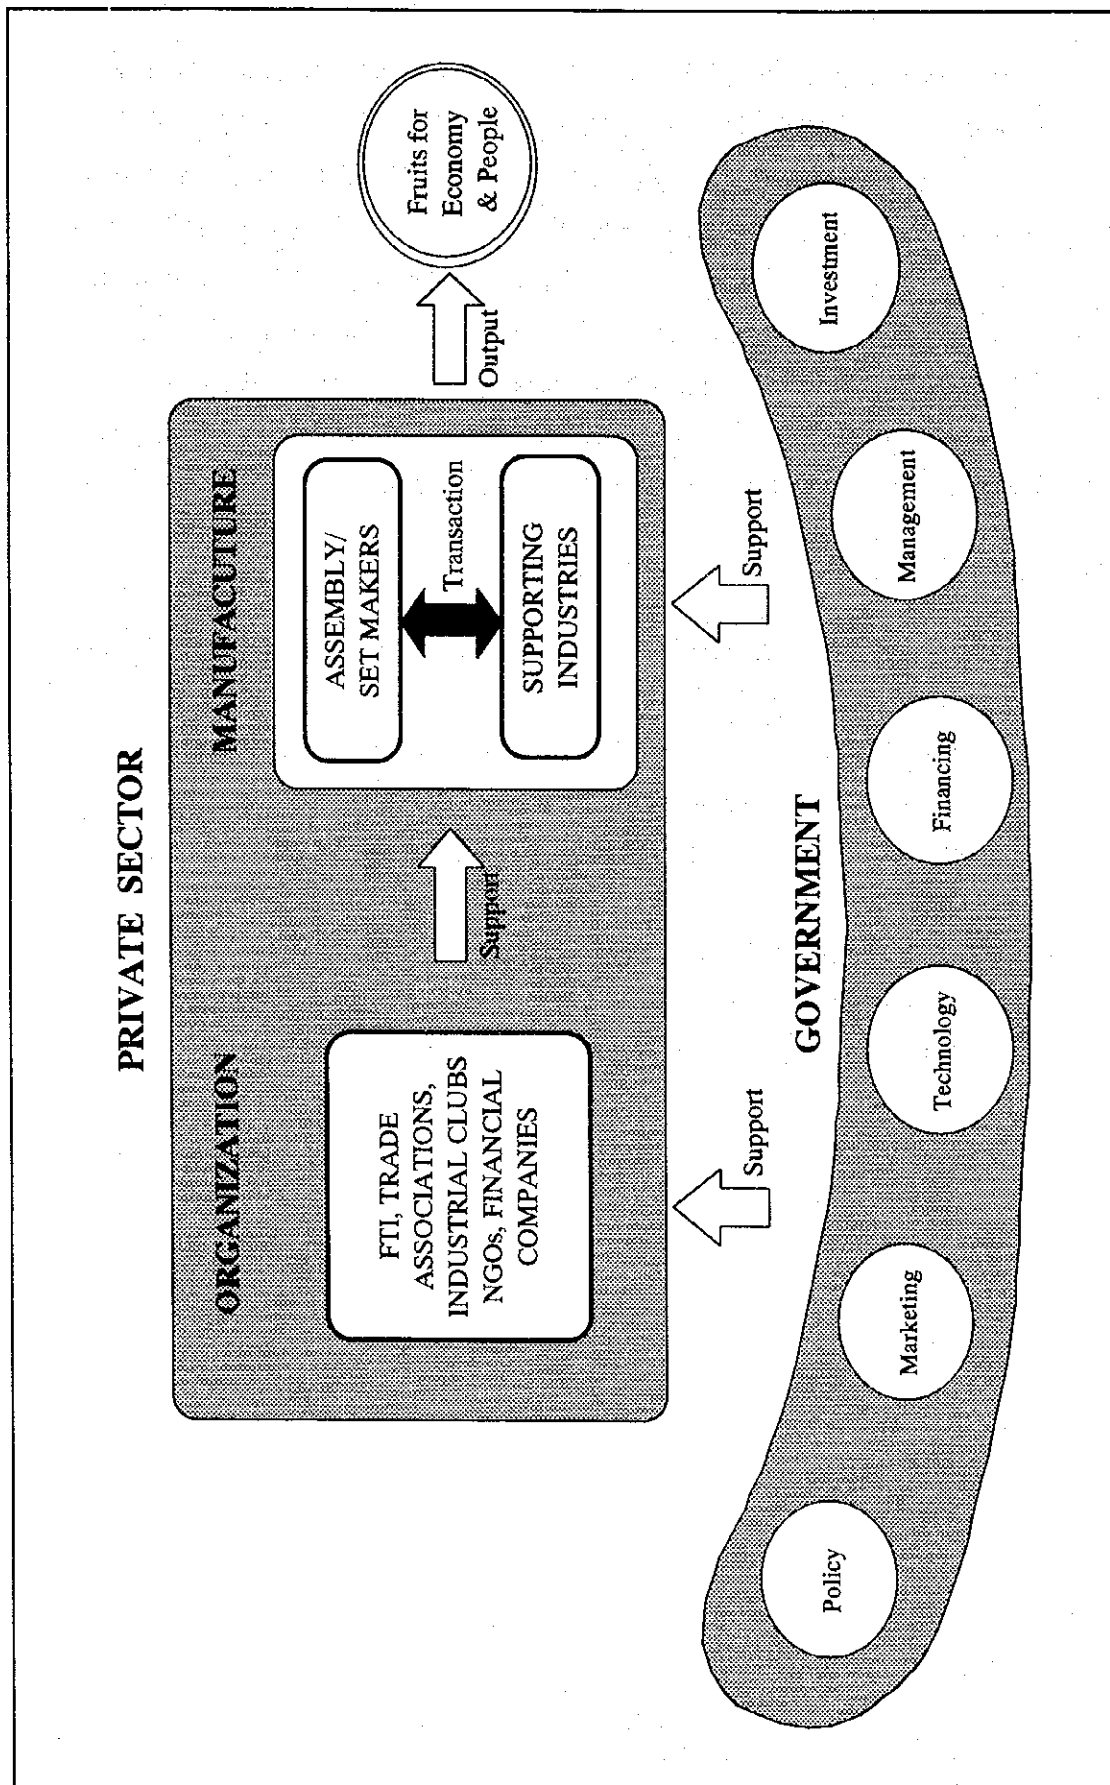 PRIVATE SECTOR
ORGANIZATION
MANUFACUTURE
FTI, TRADE
ASSOCIATIONS,
INDUSTRIAL CLUBS
NGOs, FINANCIAL
COMPANIES
Support
ASSEMBLY/
SET MAKERS
Transaction
SUPPORTING
INDUSTRIES
Output
Fruits for
Economy
& People
Support
Support
GOVERNMENT
Policy
Marketing
Technology
Financing
Management
Investment